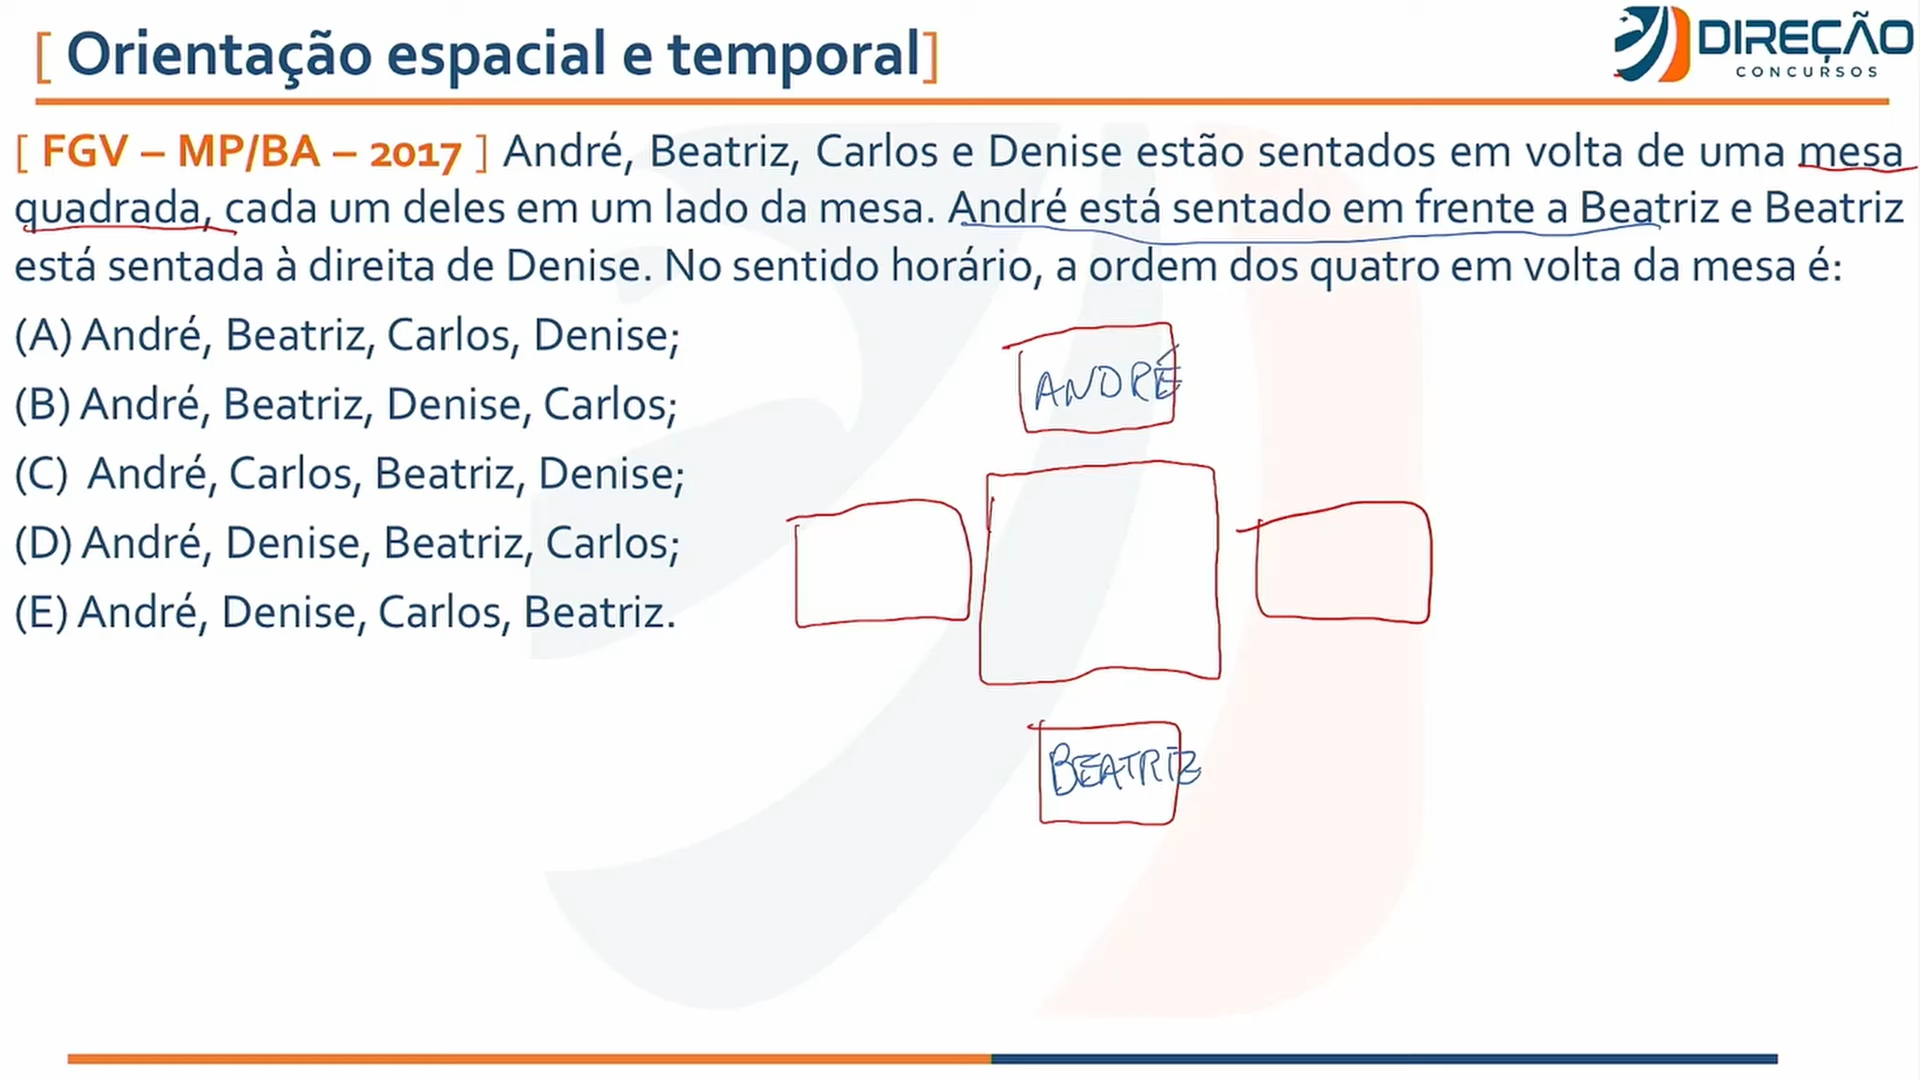 [ Orientação espacial e temporal]
DIREÇÃO
CONCURSOS
[ FGV – MP/BA – 2017 ] André, Beatriz, Carlos e Denise estão sentados em volta de uma mesa
quadrada, cada um deles em um lado da mesa. André está sentado em frente a Beatriz e Beatriz
está sentada à direita de Denise. No sentido horário, a ordem dos quatro em volta da mesa é:
(A) André, Beatriz, Carlos, Denise;
(B) André, Beatriz, Denise, Carlos;
(C) André, Carlos, Beatriz, Denise;
(D) André, Denise, Beatriz, Carlos;
(E) André, Denise, Carlos, Beatriz.
ANDRÉ
BEATRIZ